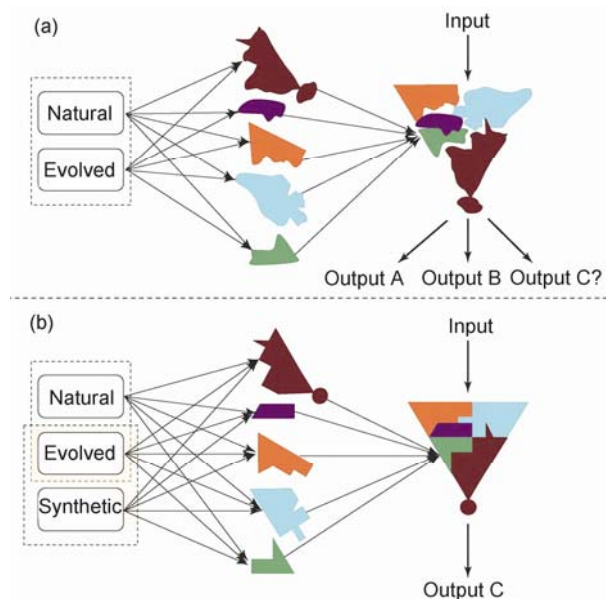 (a)
Input
Natural
Evolved
Output A Output B Output C?
(b)
Input
Natural
Evolved
Synthetic
Output C